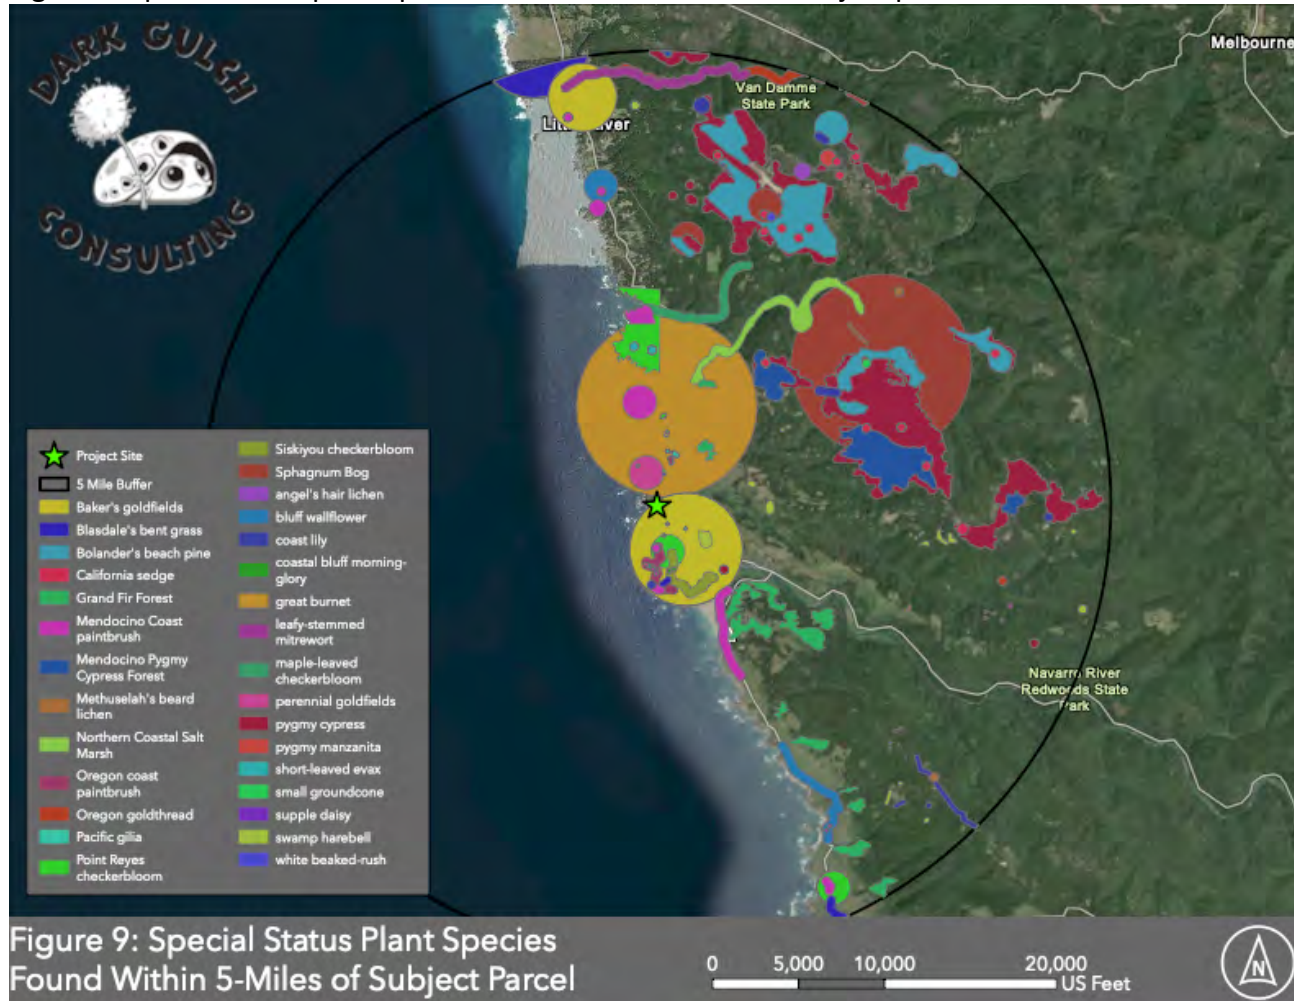 DARK GULCH
CONSULTING
Melbourne
Van Damme
State Park
Navarro River
Redwoods State
Park
Project Site
5 Mile Buffer
Baker's goldfields
Blasdale's bent grass
Bolander's beach pine
California sedge
Grand Fir Forest
Mendocino Coast
paintbrush
Mendocino Pygmy
Cypress Forest
Methuselah's beard
lichen
Northern Coastal Salt
Marsh
Oregon coast
paintbrush
Oregon goldthread
Pacific gilia
Point Reyes
checkerbloom
Siskiyou checkerbloom
Sphagnum Bog
angel's hair lichen
bluff wallflower
coast lily
coastal bluff morning-
glory
great burnet
leafy-stemmed
mitrewort
maple-leaved
checkerbloom
perennial goldfields
pygmy cypress
pygmy manzanita
short-leaved evax
small groundcone
supple daisy
swamp harebell
white beaked-rush
Figure 9: Special Status Plant Species
Found Within 5-Miles of Subject Parcel
0 5,000 10,000 20,000
US Feet
N